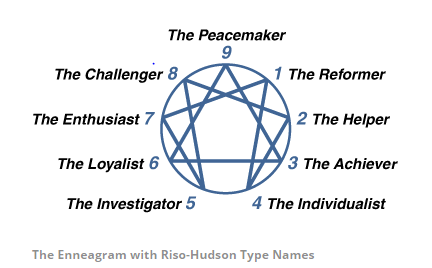 The Peacemaker
9
The Challenger 8 1 The Reformer
The Enthusiast 7 2 The Helper
The Loyalist 6 3 The Achiever
The Investigator 5 4 The Individualist
The Enneagram with Riso-Hudson Type Names